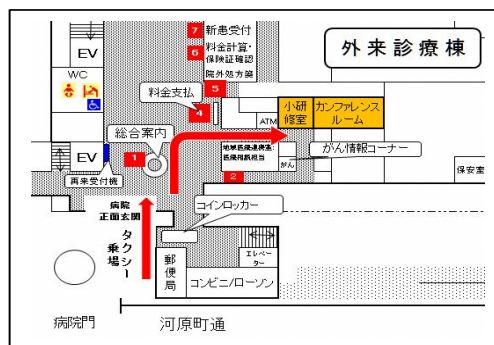 外来診療棟
7 新患受付
6 料金計算・
保険証確認
院外処方箋
5
EV
WC
料金支払
4
小研
修室
カンファレンス
ルーム
ATM
総合案内
1
地域医療連携室:
医療相談担当
がん
がん情報コーナー
EV
2
保安室
再来受付機
病院
正面玄関
コインロッカー
タクシー
乗場
郵便局
エレベ
ーター
コンビニ/ローソン
病院門
河原町通